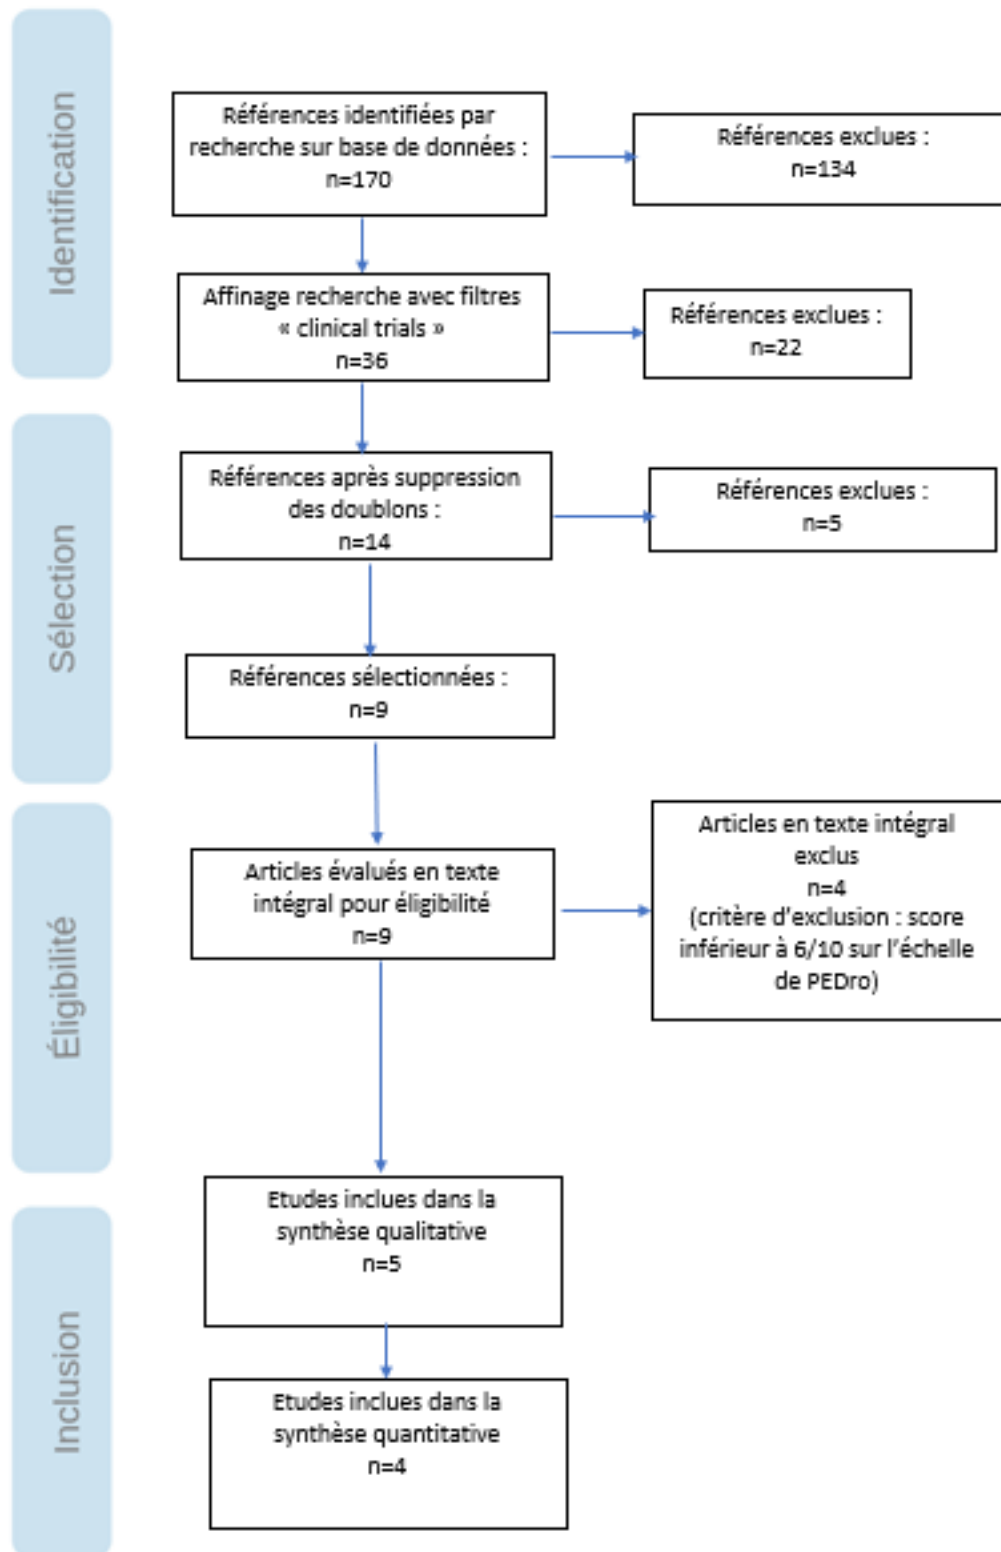 Identification
Références identifiées par
recherche sur base de données :
n=170
Références exclues :
n=134
Affinage recherche avec filtres
« clinical trials »
n=36
Références exclues :
n=22
Sélection
Références après suppression
des doublons :
n=14
Références exclues :
n=5
Références sélectionnées :
n=9
Éligibilité
Articles évalués en texte
intégral pour éligibilité
n=9
Articles en texte intégral
exclus
n=4
(critère d'exclusion : score
inférieur à 6/10 sur l'échelle
de PEDro)
Inclusion
Etudes inclues dans la
synthèse qualitative
n=5
Etudes inclues dans la
synthèse quantitative
n=4